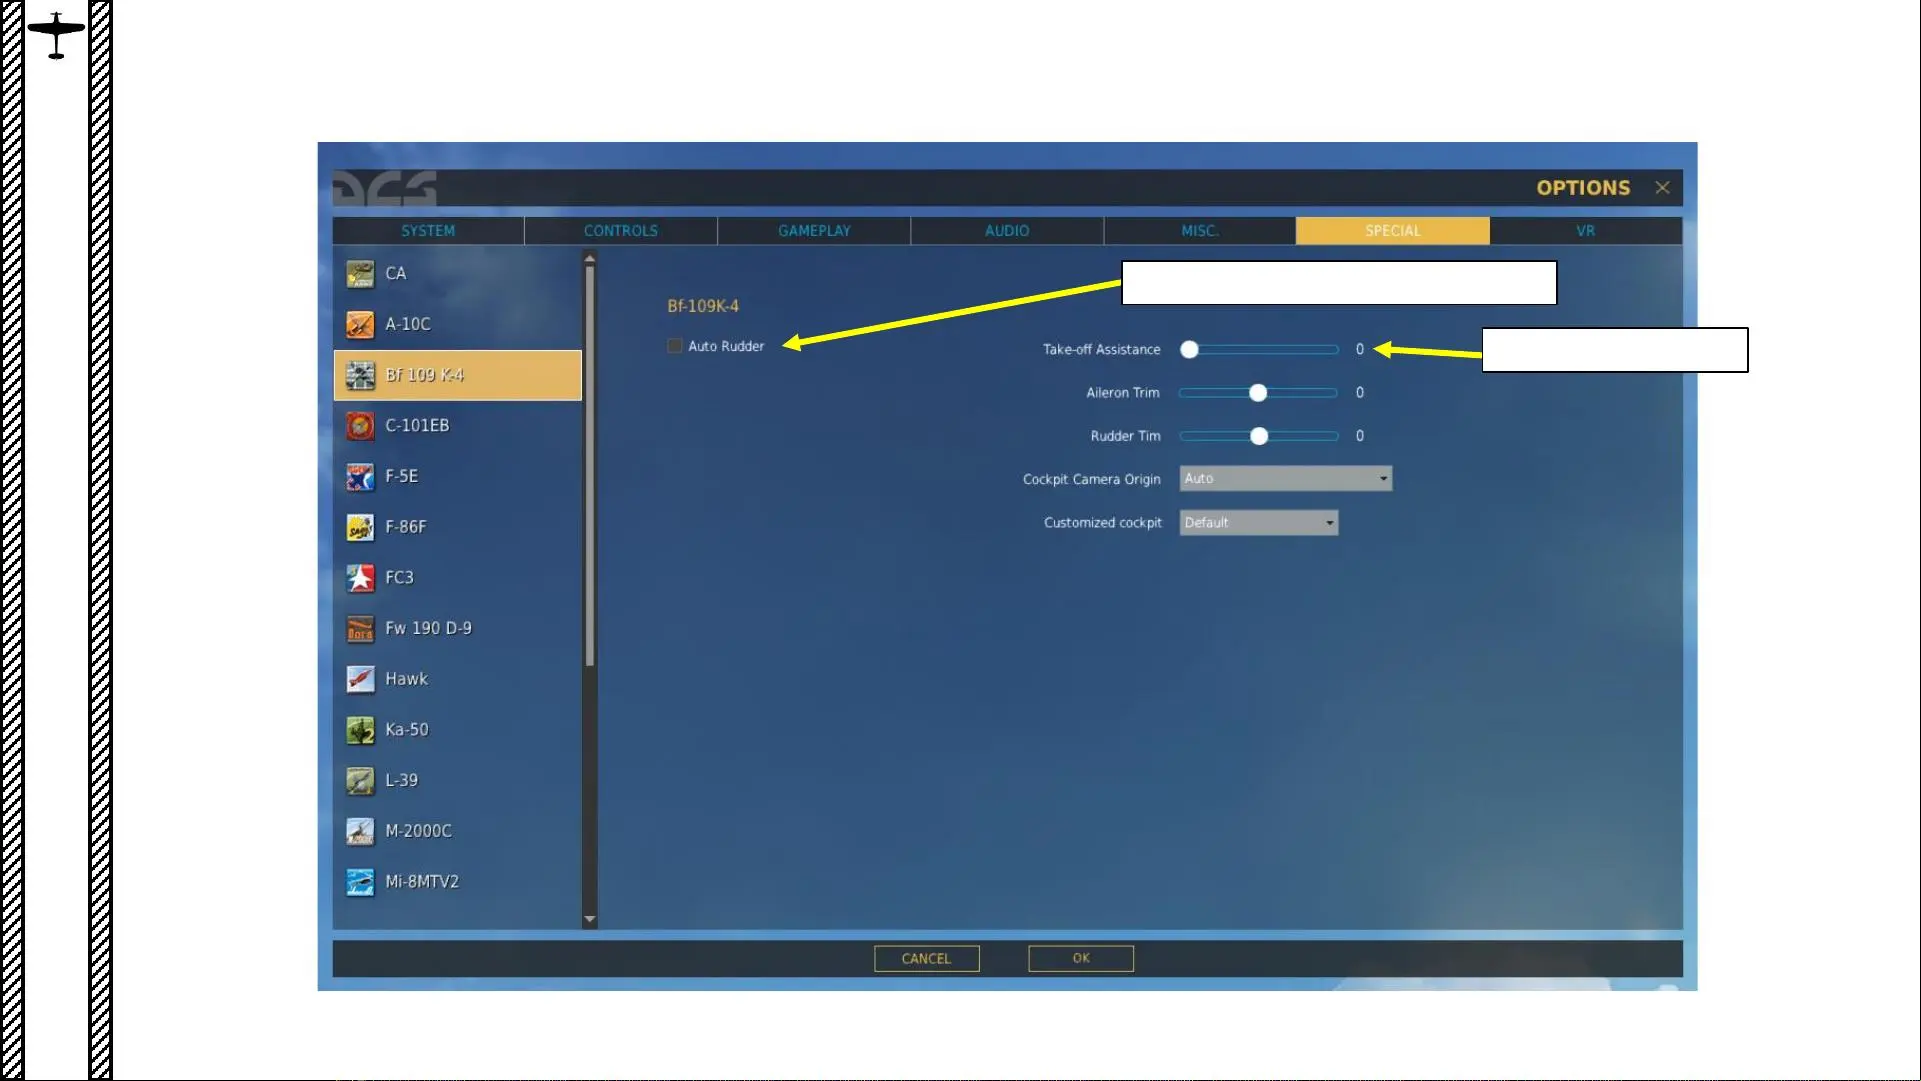 DCS
OPTIONS
SYSTEM
CONTROLS
GAMEPLAY
AUDIO
MISC.
SPECIAL
VR
CA
A-10C
Bf 109 K-4
C-101EB
F-5E
F-86F
FC3
Fw 190 D-9
Hawk
Ka-50
L-39
M-2000C
Mi-8MTV2
Bf-109K-4
Auto Rudder
Take-off Assistance 0
Aileron Trim 0
Rudder Tim 0
Cockpit Camera Origin Auto
Customized cockpit Default
CANCEL
OK